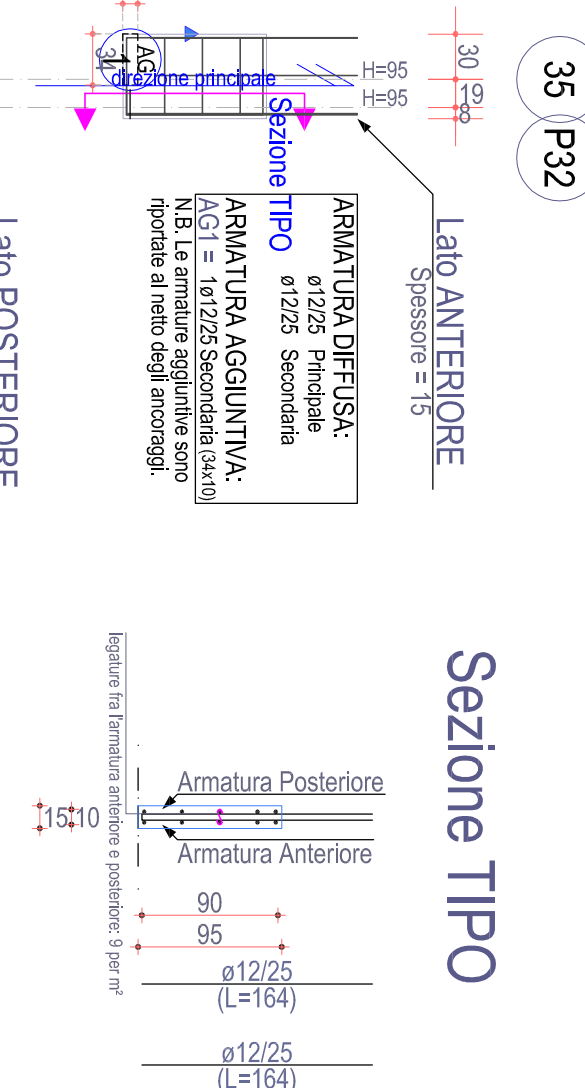 35
P32
30
19
8
H=95
H=95
34
AG
direzione principale
Sezione TIPO
Lato ANTERIORE
Spessore = 15
ARMATURA DIFFUSA:
ø12/25 Principale
ø12/25 Secondaria
ARMATURA AGGIUNTIVA:
AG1 = 1ø12/25 Secondaria (34x10)
N.B. Le armature aggiuntive sono
riportate al netto degli ancoraggi.
Lato POSTERIORE
Sezione TIPO
legature fra l'armatura anteriore e posteriore: 9 per m²
Armatura Posteriore
Armatura Anteriore
15
10
90
95
ø12/25
(L=164)
ø12/25
(L=164)